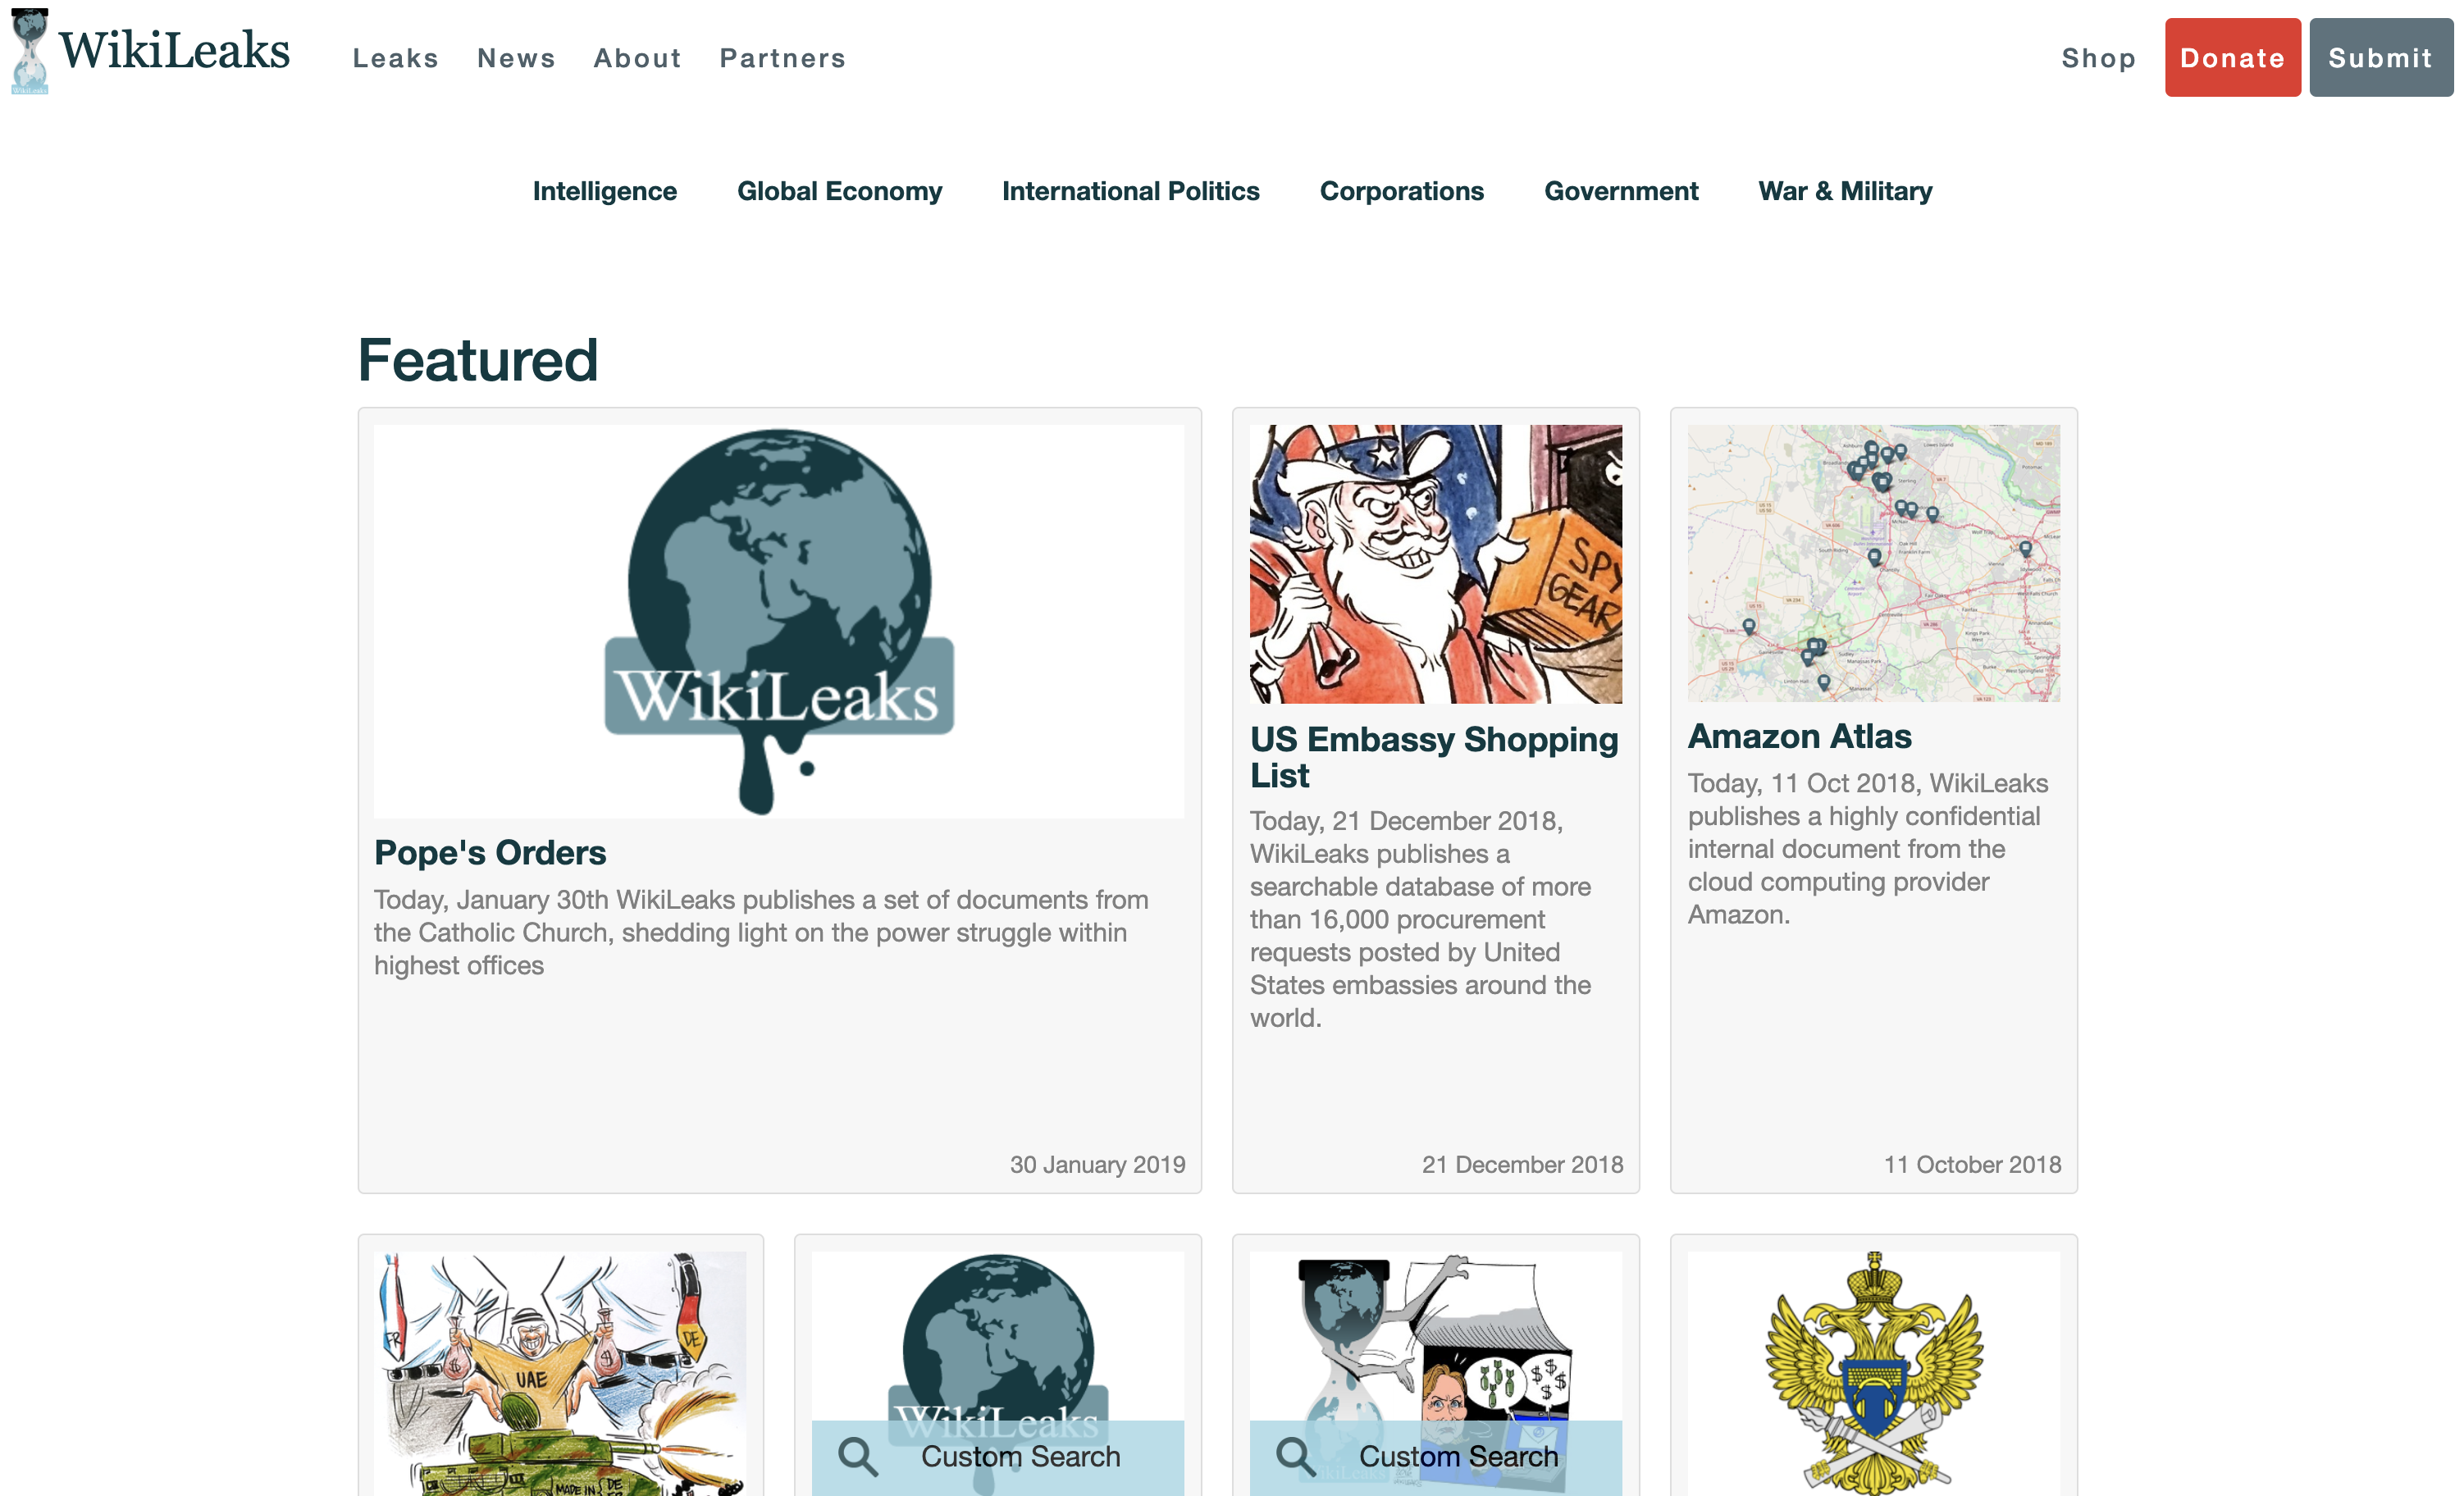 WikiLeaks
WikiLeaks
Leaks
News
About
Partners
Shop
Donate
Submit
Intelligence
Global Economy
International Politics
Corporations
Government
War & Military
Featured
WikiLeaks
Pope's Orders
Today, January 30th WikiLeaks publishes a set of documents from
the Catholic Church, shedding light on the power struggle within
highest offices
30 January 2019
SPY
GEAR
US Embassy Shopping
List
Today, 21 December 2018,
WikiLeaks publishes a
searchable database of more
than 16,000 procurement
requests posted by United
States embassies around the
world.
21 December 2018
Amazon Atlas
Today, 11 Oct 2018, WikiLeaks
publishes a highly confidential
internal document from the
cloud computing provider
Amazon.
11 October 2018
FR
DE
$
$
UAE
MADE IN
DE
WikiLeaks
Custom Search
$
$ $
$
Custom Search